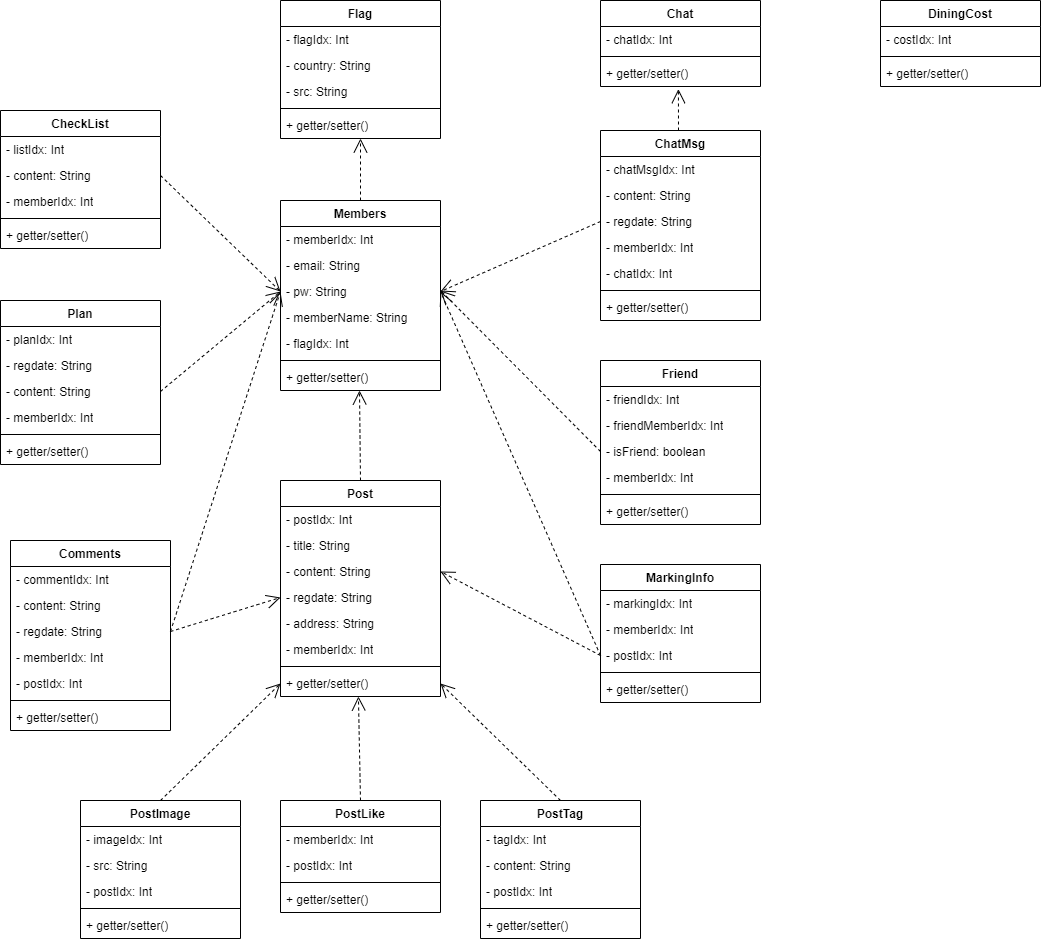 Flag
- flagIdx: Int
- country: String
- src: String
+ getter/setter()
Chat
- chatIdx: Int
+ getter/setter()
DiningCost
- costIdx: Int
+ getter/setter()
CheckList
- listIdx: Int
- content: String
- memberIdx: Int
+ getter/setter()
Members
- memberIdx: Int
- email: String
- pw: String
- memberName: String
- flagIdx: Int
+ getter/setter()
ChatMsg
- chatMsgIdx: Int
- content: String
- regdate: String
- memberIdx: Int
- chatIdx: Int
+ getter/setter()
Plan
- planIdx: Int
- regdate: String
- content: String
- memberIdx: Int
+ getter/setter()
Friend
- friendIdx: Int
- friendMemberIdx: Int
- isFriend: boolean
- memberIdx: Int
+ getter/setter()
Post
- postIdx: Int
- title: String
- content: String
- regdate: String
- address: String
- memberIdx: Int
+ getter/setter()
Comments
- commentIdx: Int
- content: String
- regdate: String
- memberIdx: Int
- postIdx: Int
+ getter/setter()
MarkingInfo
- markingIdx: Int
- memberIdx: Int
- postIdx: Int
+ getter/setter()
PostImage
- imageIdx: Int
- src: String
- postIdx: Int
+ getter/setter()
PostLike
- memberIdx: Int
- postIdx: Int
+ getter/setter()
PostTag
- tagIdx: Int
- content: String
- postIdx: Int
+ getter/setter()